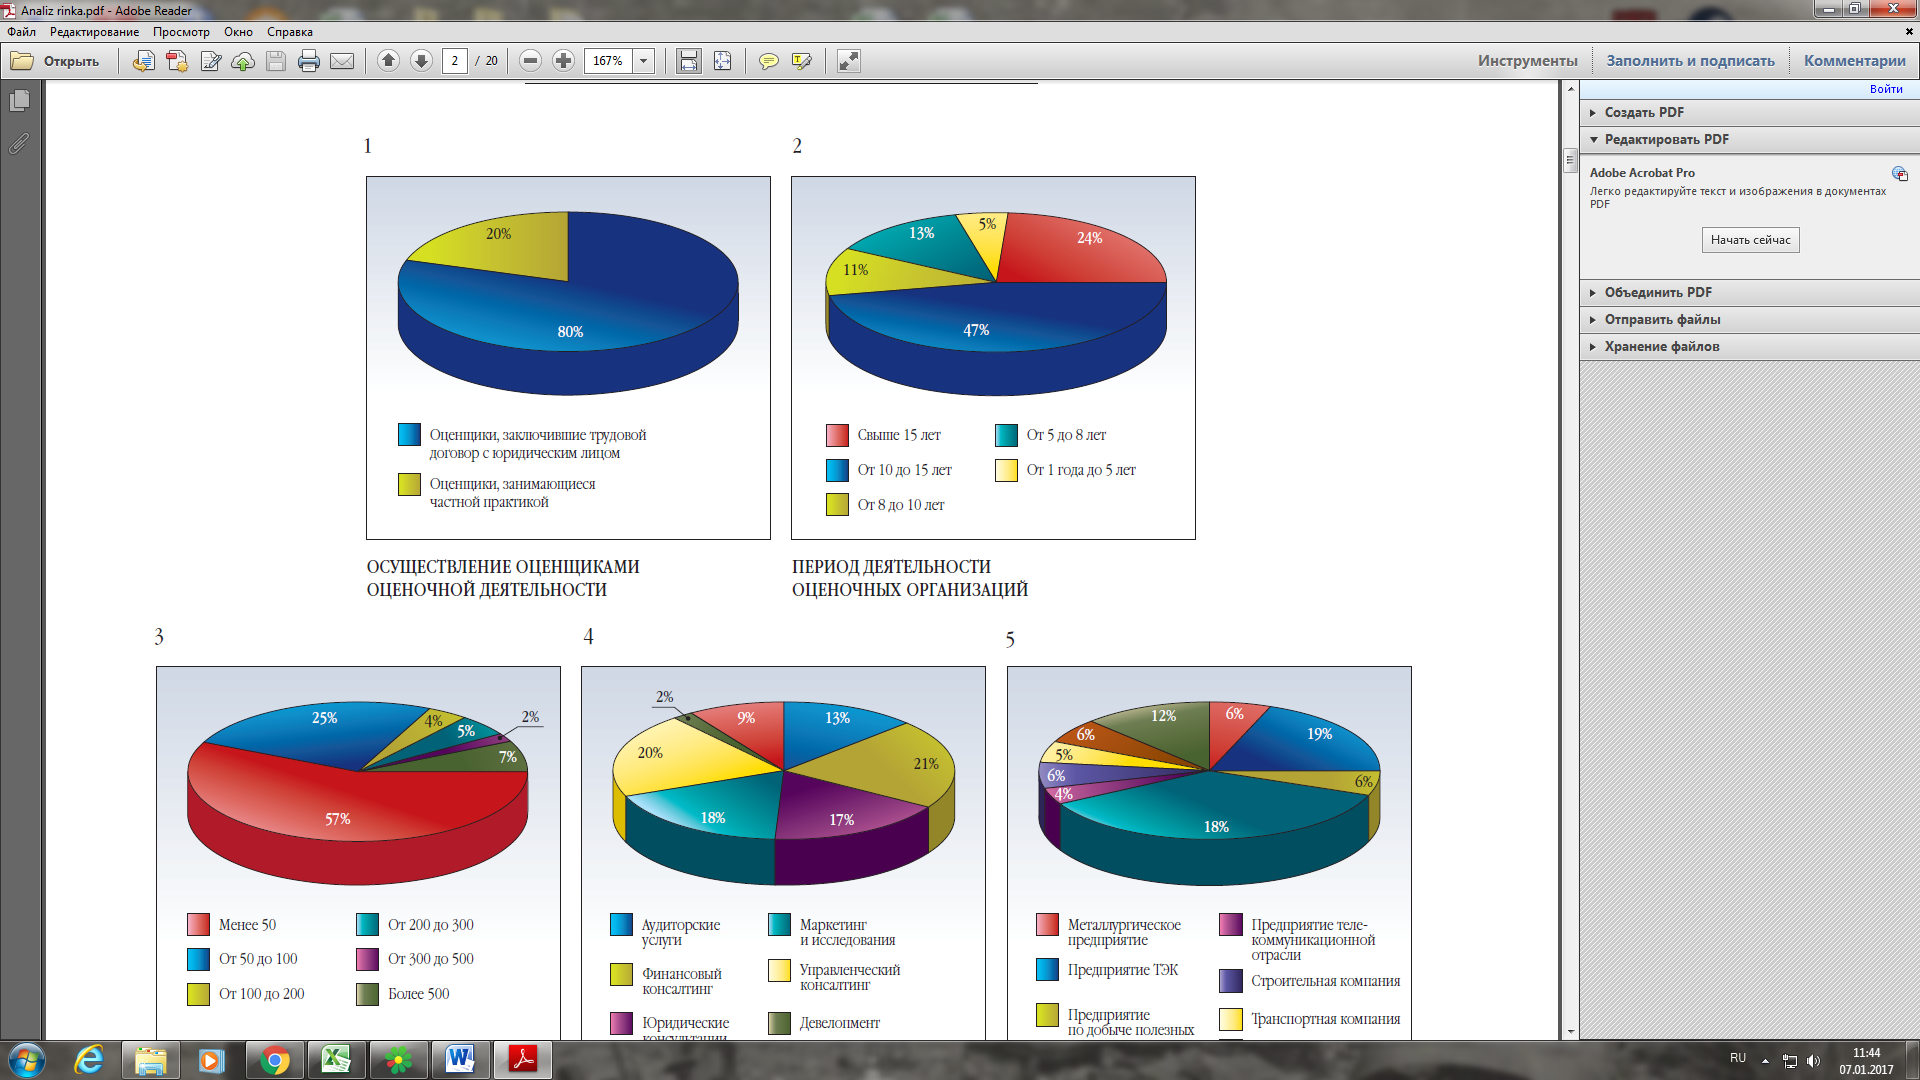 Analiz rinka.pdf - Adobe Reader
Файл Редактирование Просмотр Окно Справка
Открыть 2 / 20 167% Инструменты Заполнить и подписать Комментарии
Войти
Создать PDF
Редактировать PDF
Adobe Acrobat Pro
Легко редактируйте текст и изображения в документах
PDF
Начать сейчас
Объединить PDF
Отправить файлы
Хранение файлов
1
20%
80%
Оценщики, заключившие трудовой
договор с юридическим лицом
Оценщики, занимающиеся
частной практикой
ОСУЩЕСТВЛЕНИЕ ОЦЕНЩИКАМИ
ОЦЕНОЧНОЙ ДЕЯТЕЛЬНОСТИ
2
5%
13%
24%
11%
47%
Свыше 15 лет
От 10 до 15 лет
От 8 до 10 лет
От 5 до 8 лет
От 1 года до 5 лет
ПЕРИОД ДЕЯТЕЛЬНОСТИ
ОЦЕНОЧНЫХ ОРГАНИЗАЦИЙ
3
25%
4%
5%
2%
7%
57%
Менее 50
От 50 до 100
От 100 до 200
От 200 до 300
От 300 до 500
Более 500
4
2%
9%
13%
20%
21%
18%
17%
Аудиторские
услуги
Финансовый
консалтинг
Юридические
консультации
Маркетинг
и исследования
Управленческий
консалтинг
Девелопмент
5
12%
6%
19%
6%
5%
6%
4%
6%
18%
Металлургическое
предприятие
Предприятие ТЭК
Предприятие
по добыче полезных
Предприятие теле-
коммуникационной
отрасли
Строительная компания
Транспортная компания
RU
11:44
07.01.2017